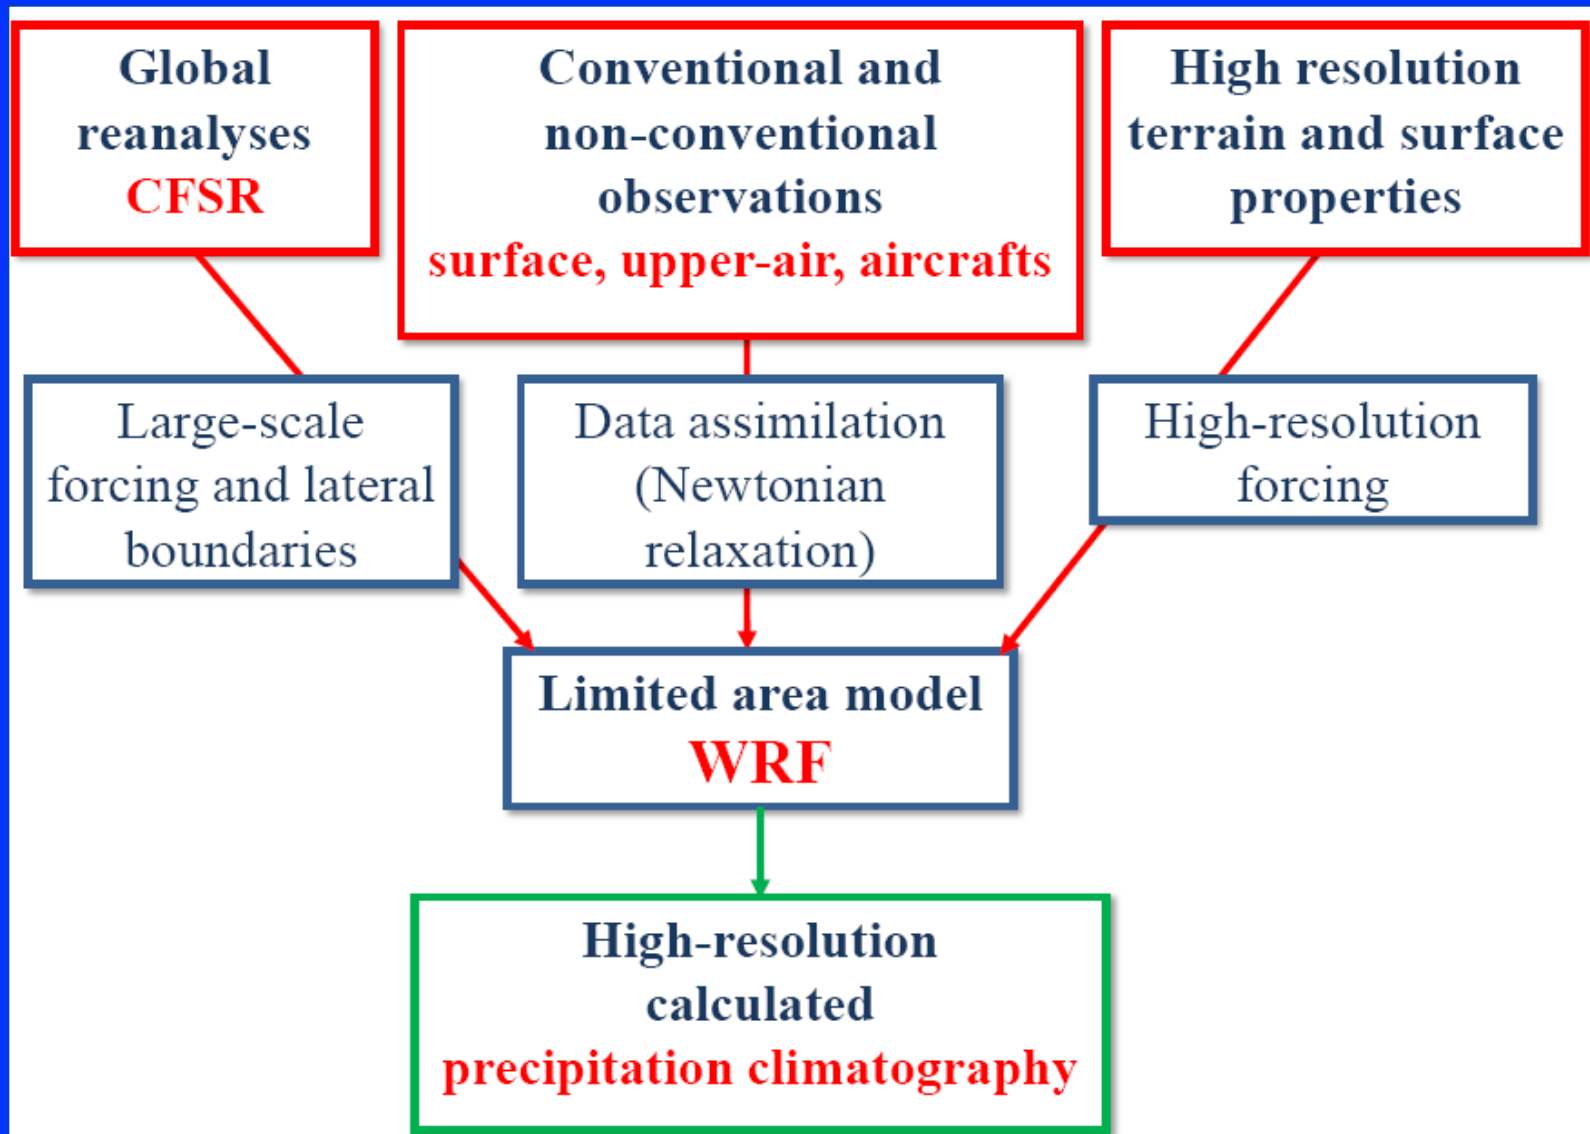 Global
reanalyses
CFSR
Conventional and
non-conventional
observations
surface, upper-air, aircrafts
High resolution
terrain and surface
properties
Large-scale
forcing and lateral
boundaries
Data assimilation
(Newtonian
relaxation)
High-resolution
forcing
Limited area model
WRF
High-resolution
calculated
precipitation climatography